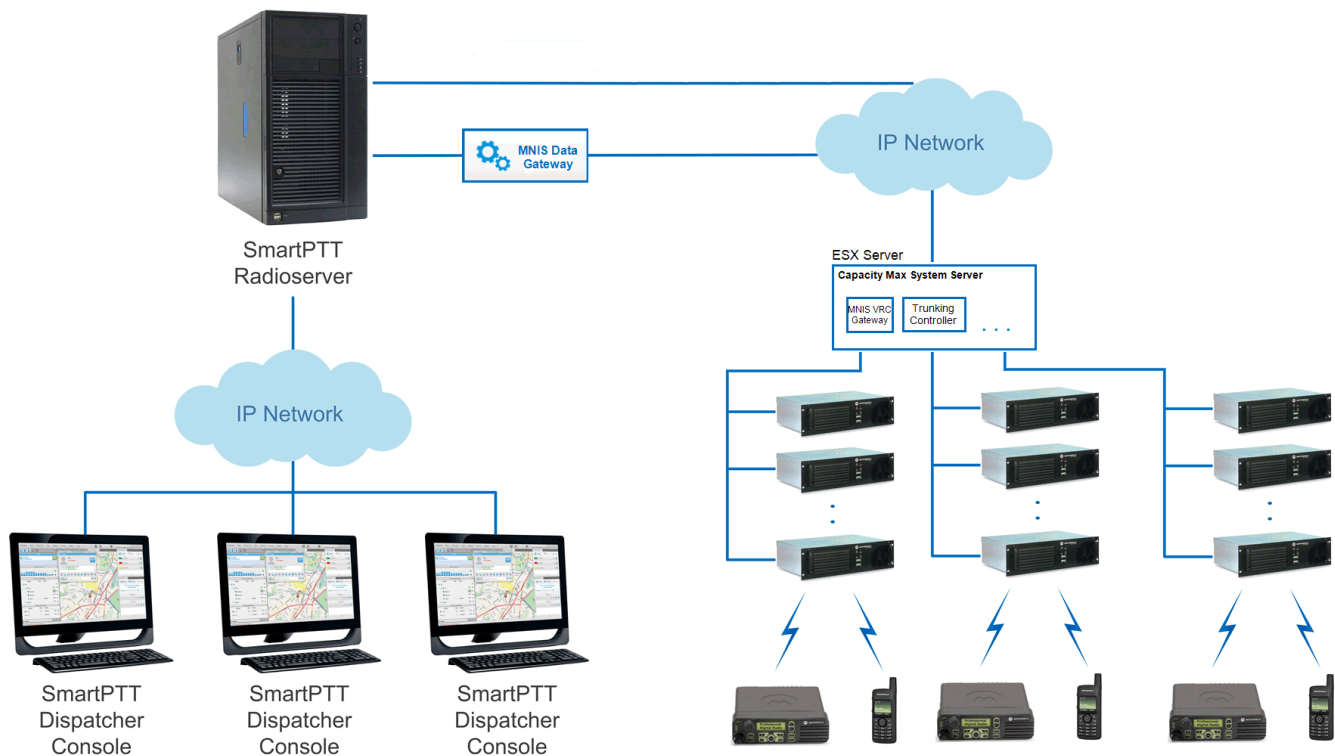 MNIS Data
Gateway
IP Network
SmartPTT
Radioserver
ESX Server
Capacity Max System Server
MNIS VRC
Gateway
Trunking
Controller
. . .
IP Network
SmartPTT
Dispatcher
Console
SmartPTT
Dispatcher
Console
SmartPTT
Dispatcher
Console